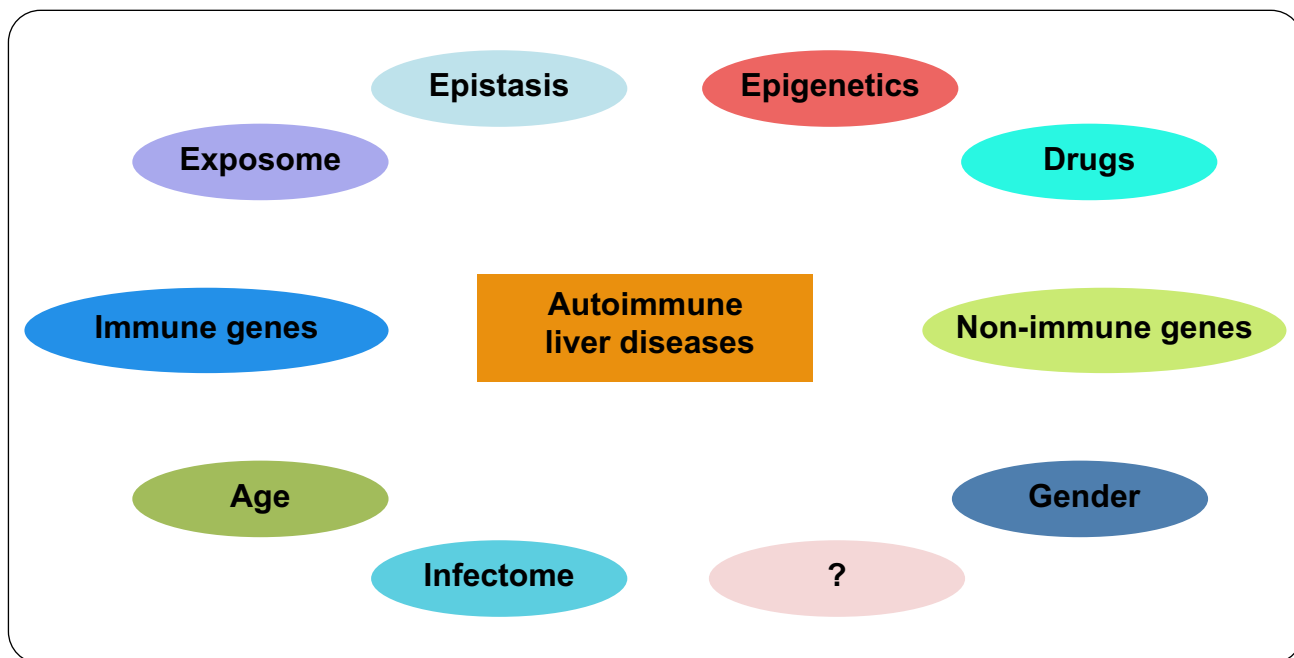 Epistasis
Epigenetics
Exposome
Drugs
Immune genes
Autoimmune
liver diseases
Non-immune genes
Age
Gender
Infectome
?